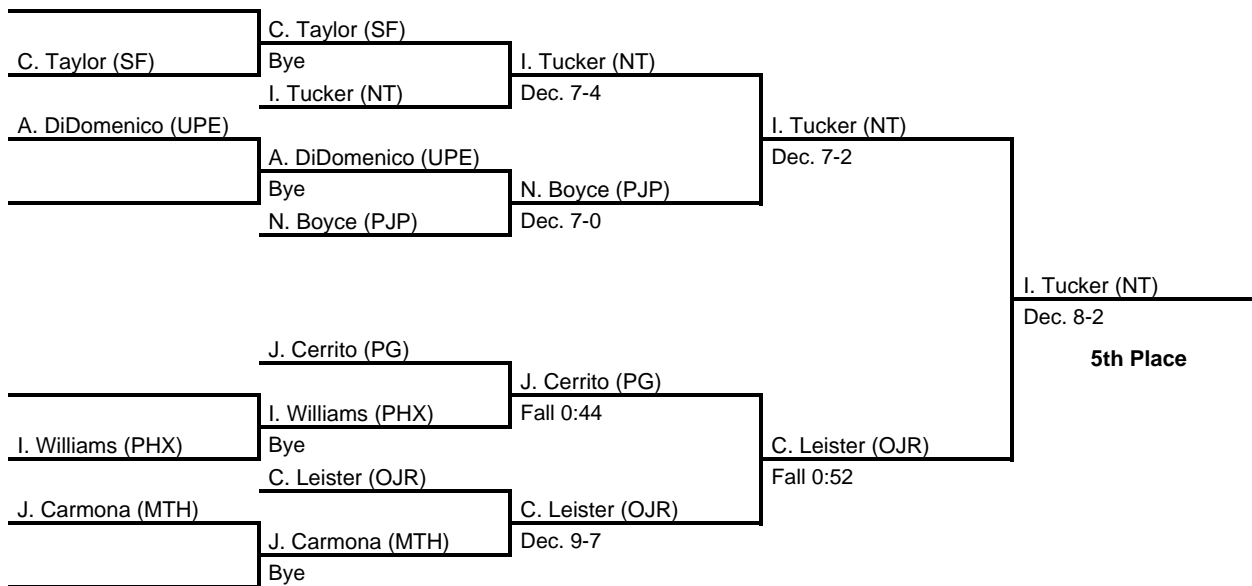 C. Taylor (SF)
C. Taylor (SF)
Bye
I. Tucker (NT)
I. Tucker (NT)
Dec. 7-4
A. DiDomenico (UPE)
I. Tucker (NT)
Dec. 7-2
A. DiDomenico (UPE)
Bye
N. Boyce (PJP)
N. Boyce (PJP)
Dec. 7-0
I. Tucker (NT)
Dec. 8-2
5th Place
J. Cerrito (PG)
J. Cerrito (PG)
Fall 0:44
I. Williams (PHX)
I. Williams (PHX)
Bye
C. Leister (OJR)
Fall 0:52
C. Leister (OJR)
J. Carmona (MTH)
C. Leister (OJR)
Dec. 9-7
J. Carmona (MTH)
Bye